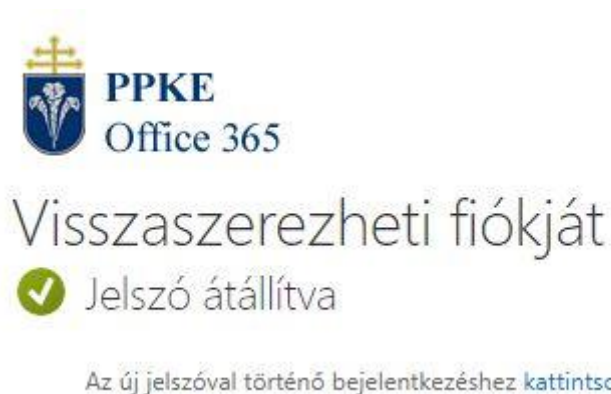 PPKE
Office 365
Visszaszerezheti fiókját
Jelszó átállítva
Az új jelszóval történő bejelentkezéshez